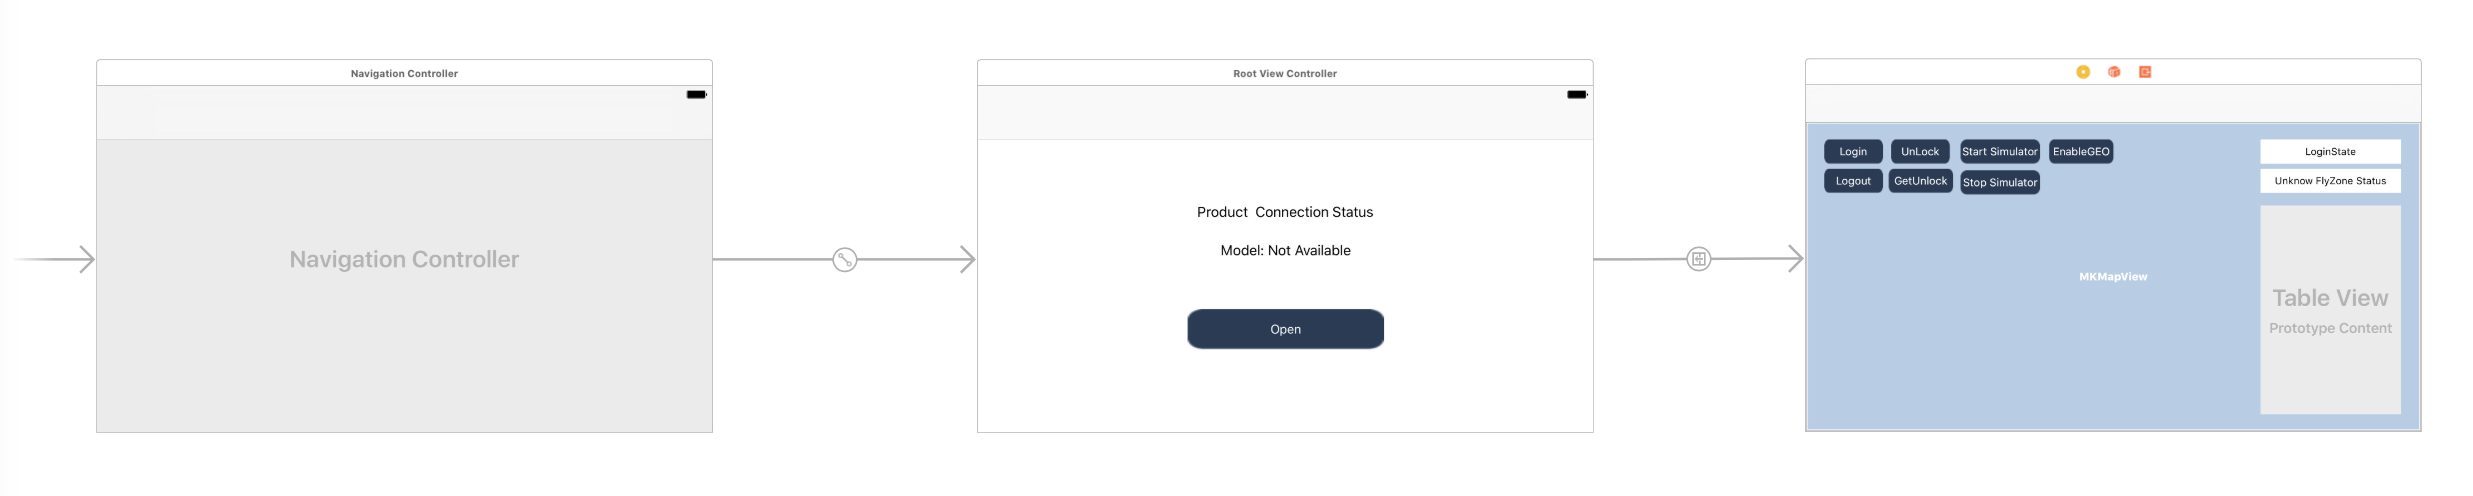 Navigation Controller
Navigation Controller
Root View Controller
Product  Connection Status
Model: Not Available
Open
Login
UnLock
Start Simulator
EnableGEO
Logout
GetUnlock
Stop Simulator
LoginState
Unknow FlyZone Status
MKMapView
Table View
Prototype Content